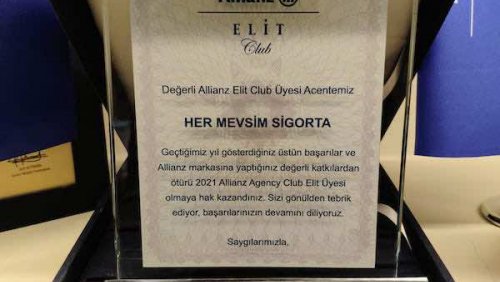 Allianz
ELİT
Club
Değerli Allianz Elit Club Üyesi Acentemiz
HER MEVSİM SİGORTA
Geçtiğimiz yıl gösterdiğiniz üstün başarılar ve
Allianz markasına yaptığınız değerli katkılardan
ötürü 2021 Allianz Agency Club Elit Üyesi
olmaya hak kazandınız. Sizi gönülden tebrik
ediyor, başarılarınızın devamını diliyoruz.
Saygılarımızla,